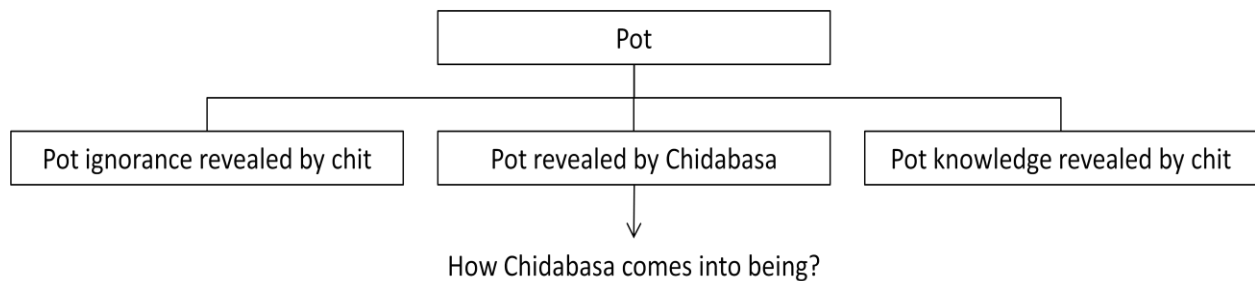 Pot
Pot ignorance revealed by chit
Pot revealed by Chidabasa
Pot knowledge revealed by chit
How Chidabasa comes into being?